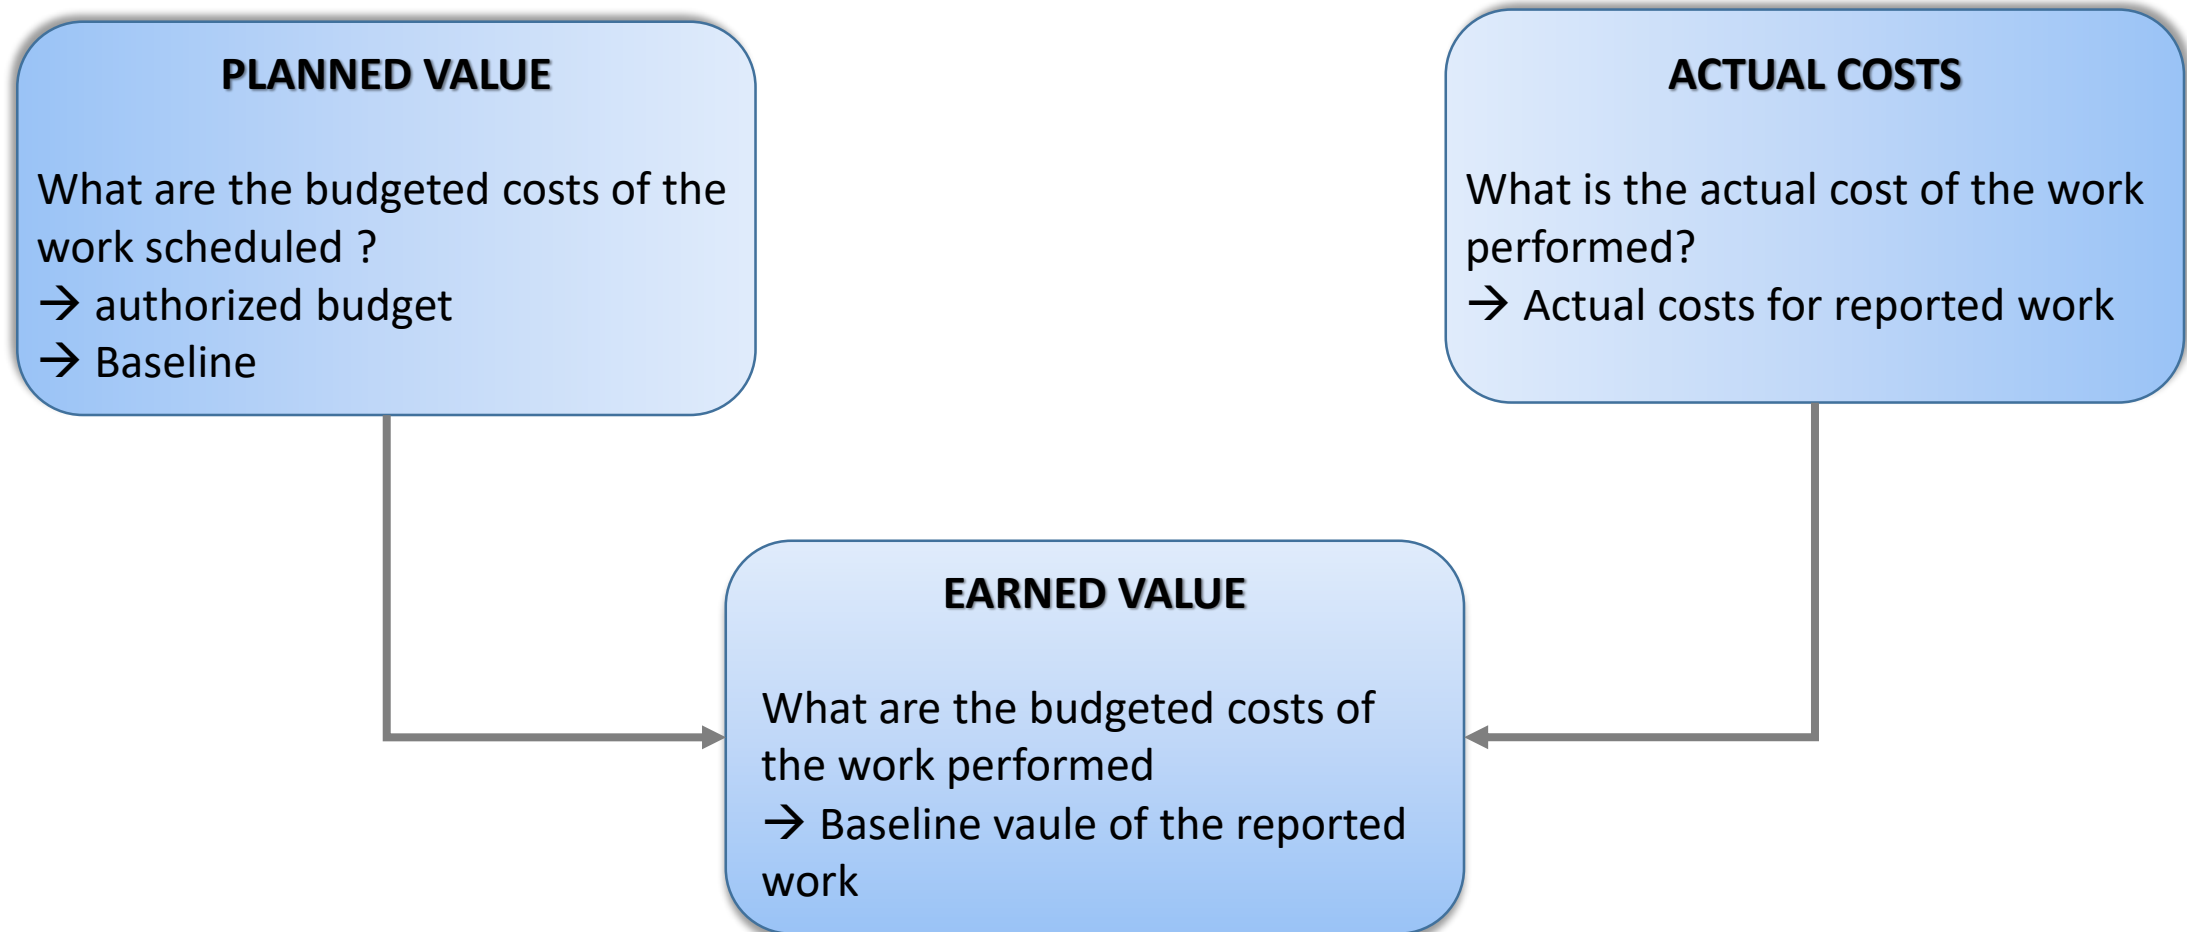 PLANNED VALUE
What are the budgeted costs of the
work scheduled ?
→ authorized budget
→ Baseline
ACTUAL COSTS
What is the actual cost of the work
performed?
→ Actual costs for reported work
EARNED VALUE
What are the budgeted costs of
the work performed
→ Baseline vaule of the reported
work